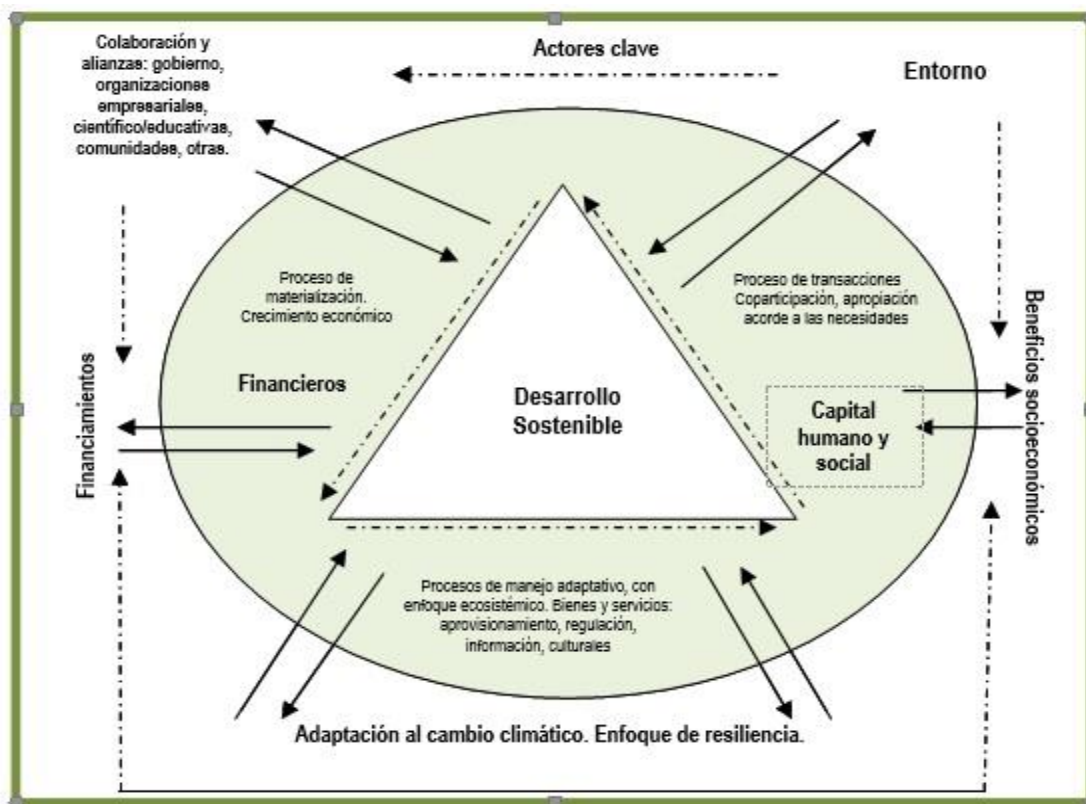 Colaboración y
alianzas: gobierno,
organizaciones
empresariales,
científico/educativas,
comunidades, otras.
Actores clave
Entorno
Proceso de
materialización.
Crecimiento económico
Proceso de transacciones
Coparticipación, apropiación
acorde a las necesidades
Financiamientos
Financieros
Desarrollo
Sostenible
Capital
humano y
social
Beneficios socioeconómicos
Procesos de manejo adaptativo, con
enfoque ecosistémico. Bienes y servicios:
aprovisionamiento, regulación,
información, culturales
Adaptación al cambio climático. Enfoque de resiliencia.